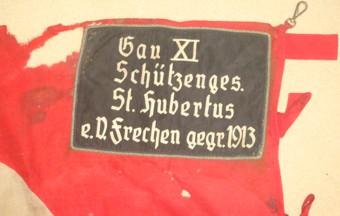 Gau XI
Schützenges.
St. Hubertus
e.V. Frechen gegr. 1913